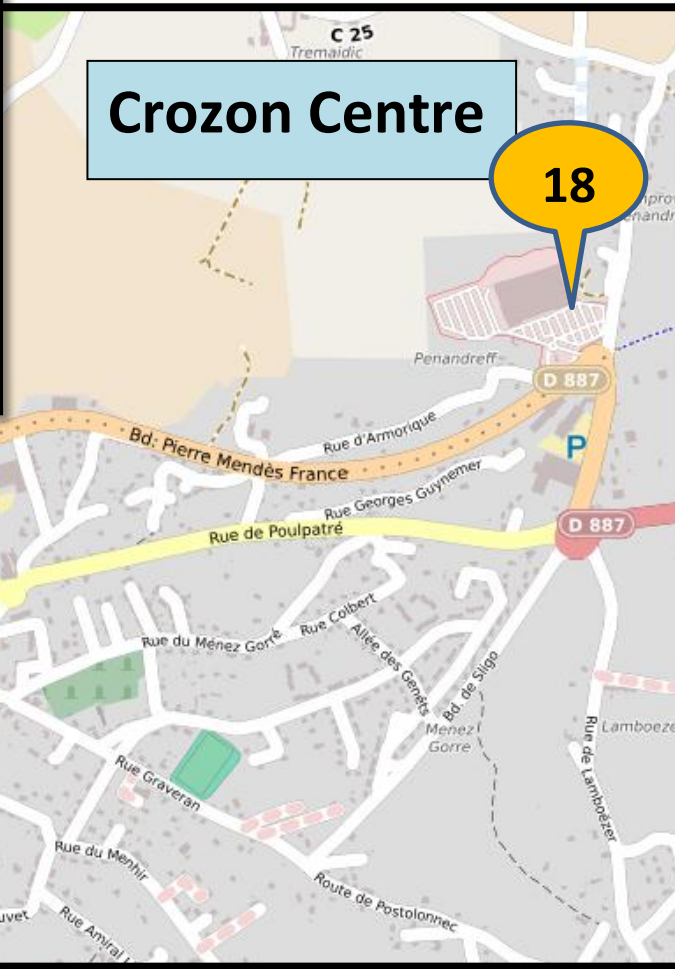 C 25
Tremaidic
Crozon Centre
18
Penandreff
D 887
Rue d'Armorique
Bd. Pierre Mendès France
P
Rue Georges Guynemer
D 887
Rue de Poulpatré
Rue Colbert
Rue du Ménez Gorré
Allée des Genêts
Bd. de Sligo
Menez
Gorre
Lamboeze
Rue de Lamboézer
Rue Graveran
Rue du Menhir
Route de Postolonnec
Rue Amiral